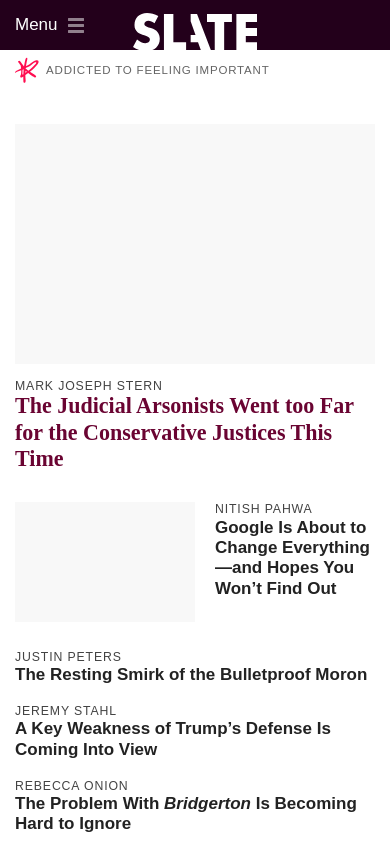 Menu
SLATE
ADDICTED TO FEELING IMPORTANT
MARK JOSEPH STERN
The Judicial Arsonists Went too Far
for the Conservative Justices This
Time
NITISH PAHWA
Google Is About to
Change Everything
—and Hopes You
Won’t Find Out
JUSTIN PETERS
The Resting Smirk of the Bulletproof Moron
JEREMY STAHL
A Key Weakness of Trump’s Defense Is
Coming Into View
REBECCA ONION
The Problem With Bridgerton Is Becoming
Hard to Ignore